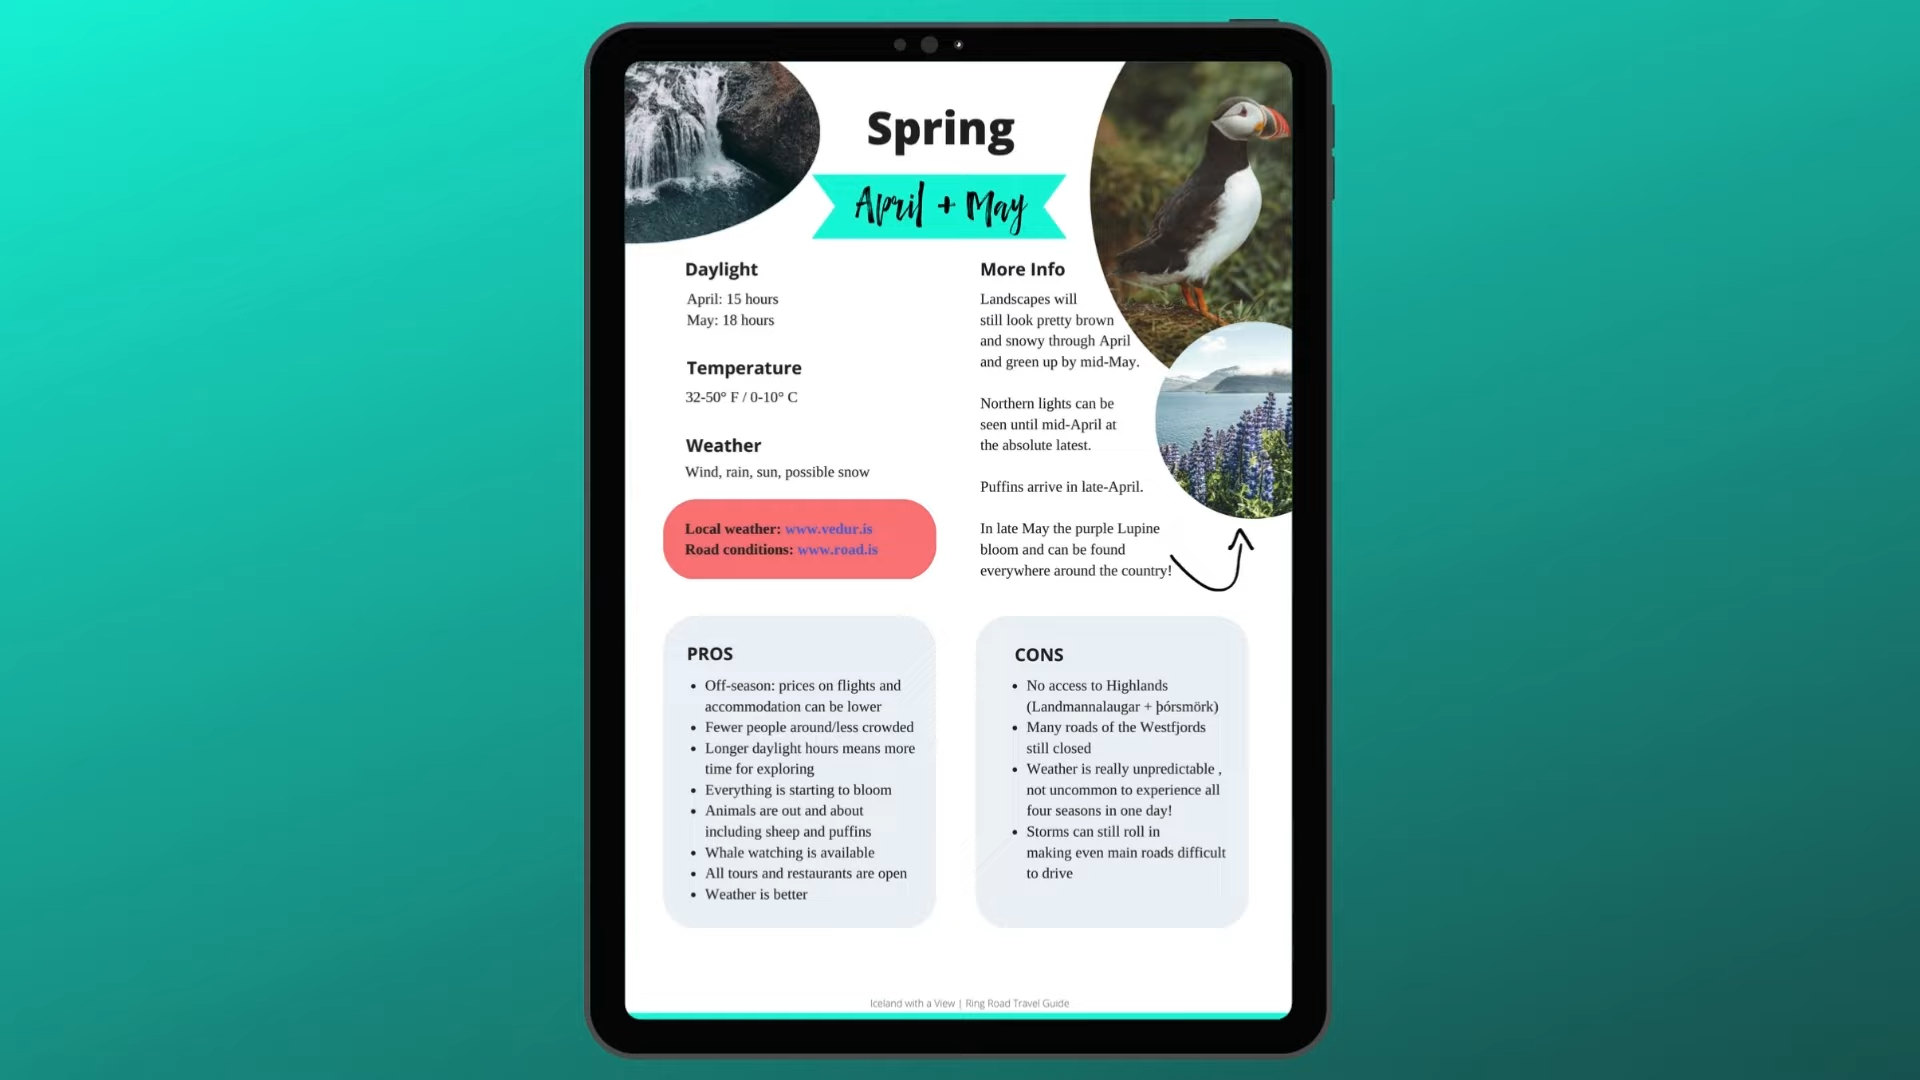 Spring
April + May
Daylight
April: 15 hours
May: 18 hours
Temperature
32-50° F / 0-10° C
Weather
Wind, rain, sun, possible snow
Local weather: www.vedur.is
Road conditions: www.road.is
More Info
Landscapes will
still look pretty brown
and snowy through April
and green up by mid-May.
Northern lights can be
seen until mid-April at
the absolute latest.
Puffins arrive in late-April.
In late May the purple Lupine
bloom and can be found
everywhere around the country!
PROS
• Off-season: prices on flights and
accommodation can be lower
• Fewer people around/less crowded
• Longer daylight hours means more
time for exploring
• Everything is starting to bloom
• Animals are out and about
including sheep and puffins
• Whale watching is available
• All tours and restaurants are open
• Weather is better
CONS
• No access to Highlands
(Landmannalaugar + þórsmörk)
• Many roads of the Westfjords
still closed
• Weather is really unpredictable ,
not uncommon to experience all
four seasons in one day!
• Storms can still roll in
making even main roads difficult
to drive
Iceland with a View | Ring Road Travel Guide